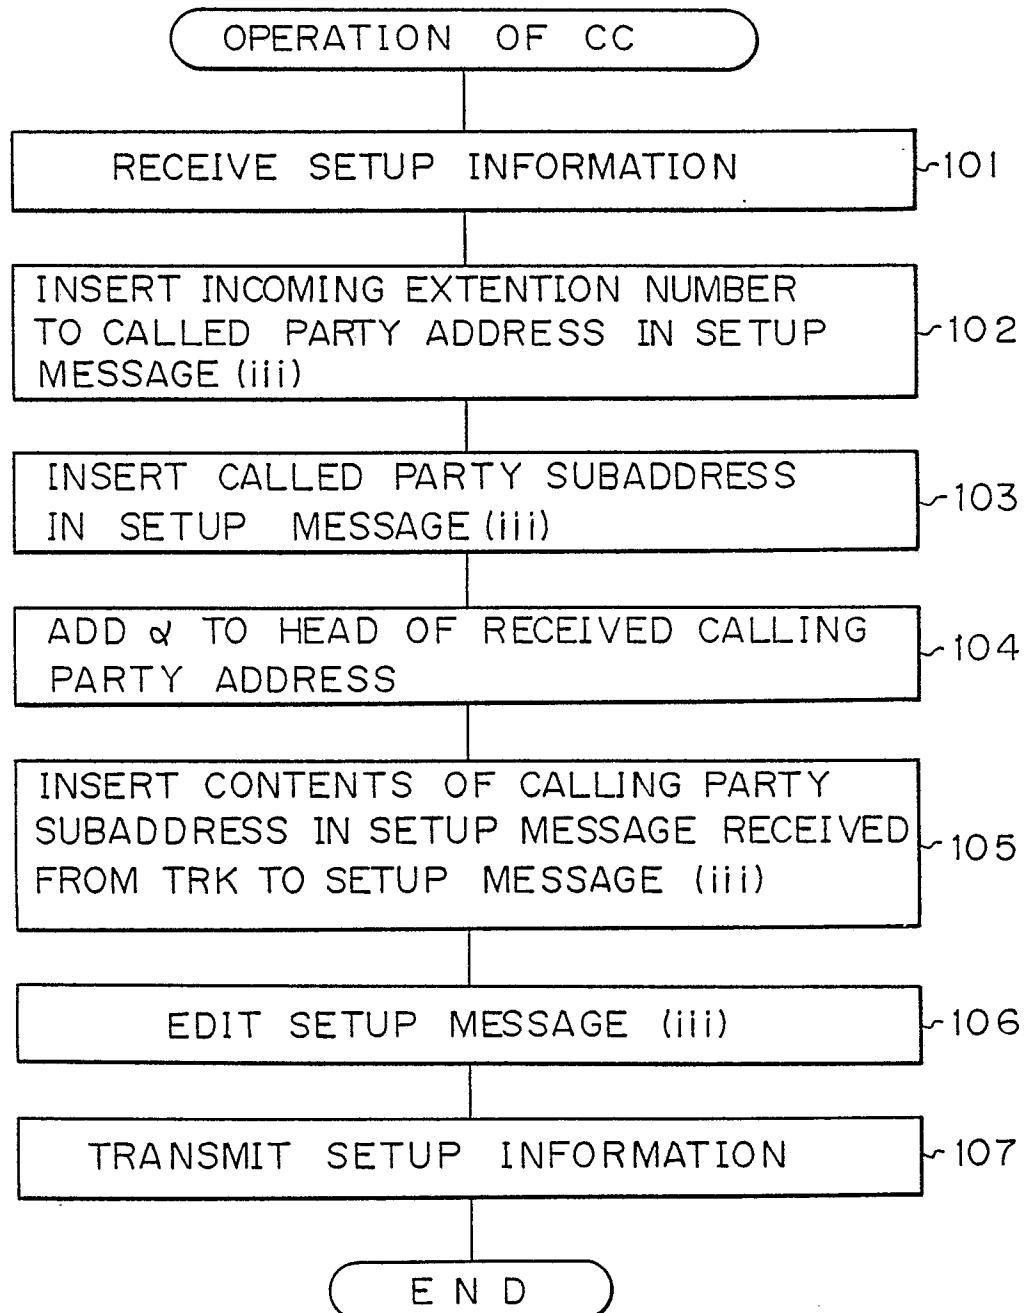 OPERATION OF CC
RECEIVE SETUP INFORMATION
101
INSERT INCOMING EXTENTION NUMBER
TO CALLED PARTY ADDRESS IN SETUP
MESSAGE (iii)
102
INSERT CALLED PARTY SUBADDRESS
IN SETUP MESSAGE (iii)
103
ADD α TO HEAD OF RECEIVED CALLING
PARTY ADDRESS
104
INSERT CONTENTS OF CALLING PARTY
SUBADDRESS IN SETUP MESSAGE RECEIVED
FROM TRK TO SETUP MESSAGE (iii)
105
EDIT SETUP MESSAGE (iii)
106
TRANSMIT SETUP INFORMATION
107
END